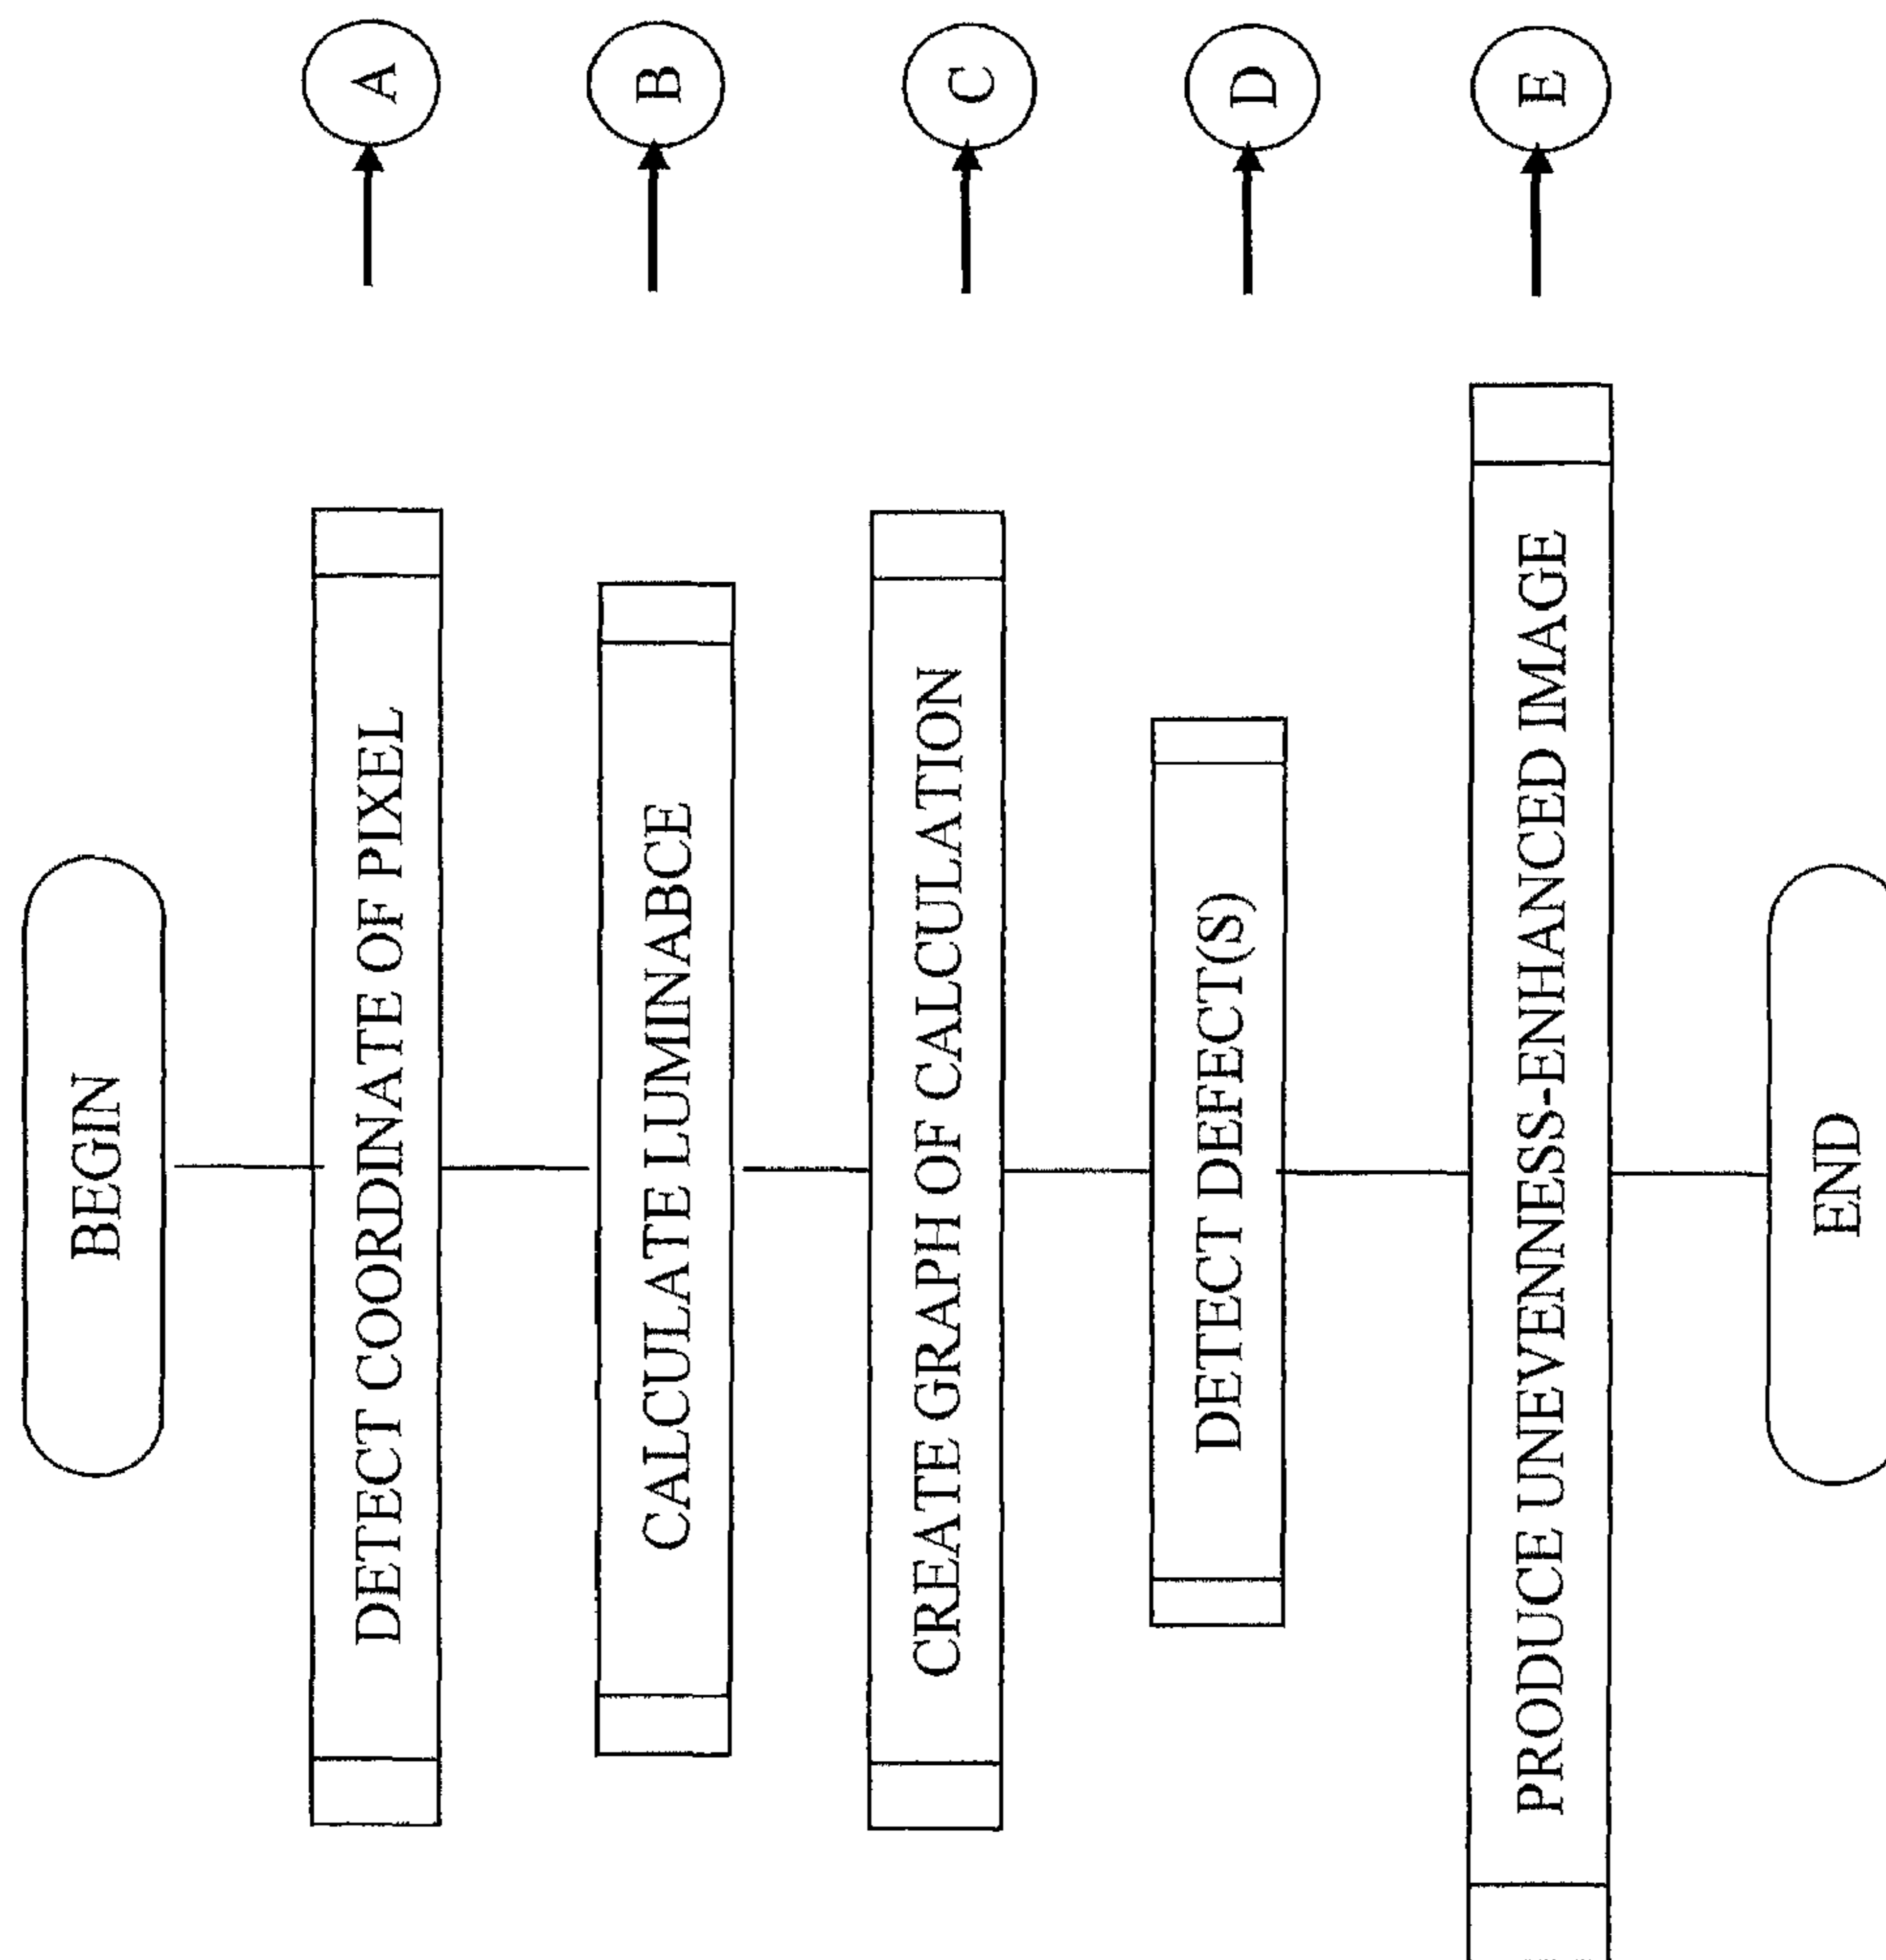 BEGIN
DETECT COORDINATE OF PIXEL
A
CALCULATE LUMINABCE
B
CREATE GRAPH OF CALCULATION
C
DETECT DEFECT(S)
D
PRODUCE UNEVENNESS-ENHANCED IMAGE
E
END